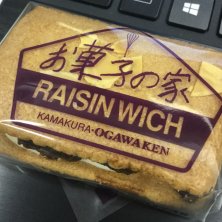 お菓子の家
RAISIN WICH
KAMAKURA·OGAWAKEN